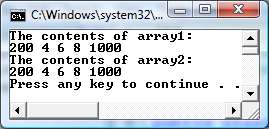 C:\Windows\system32\...
The contents of array1:
200 4 6 8 1000
The contents of array2:
200 4 6 8 1000
Press any key to continue . .